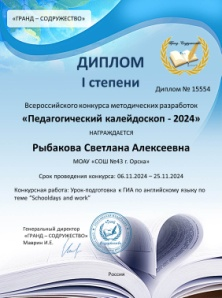 «ГРАНД – СОДРУЖЕСТВО»
ДИПЛОМ
I степени
Диплом № 15554
Всероссийского конкурса методических разработок
«Педагогический калейдоскоп - 2024»
НАГРАЖДАЕТСЯ
Рыбакова Светлана Алексеевна
МОАУ «СОШ №43 г. Орска»
Срок проведения конкурса: 06.11.2024 – 25.11.2024
Конкурсная работа: Урок-подготовка к ГИА по английскому языку по
теме "Schooldays and work"
Генеральный директор
«ГРАНД – СОДРУЖЕСТВО»
Маврин И.Е.
Россия